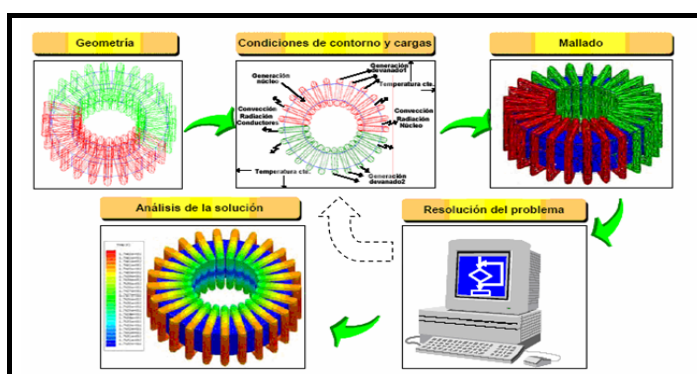 Geometría
Condiciones de contorno y cargas
Mallado
Generación
devanado1
Generación
núcleo
Temperatura cte.
Convección
Radiación
Conductores
Convección
Radiación
Núcleo
Temperatura cte.
Generación
devanado2
Análisis de la solución
Resolución del problema